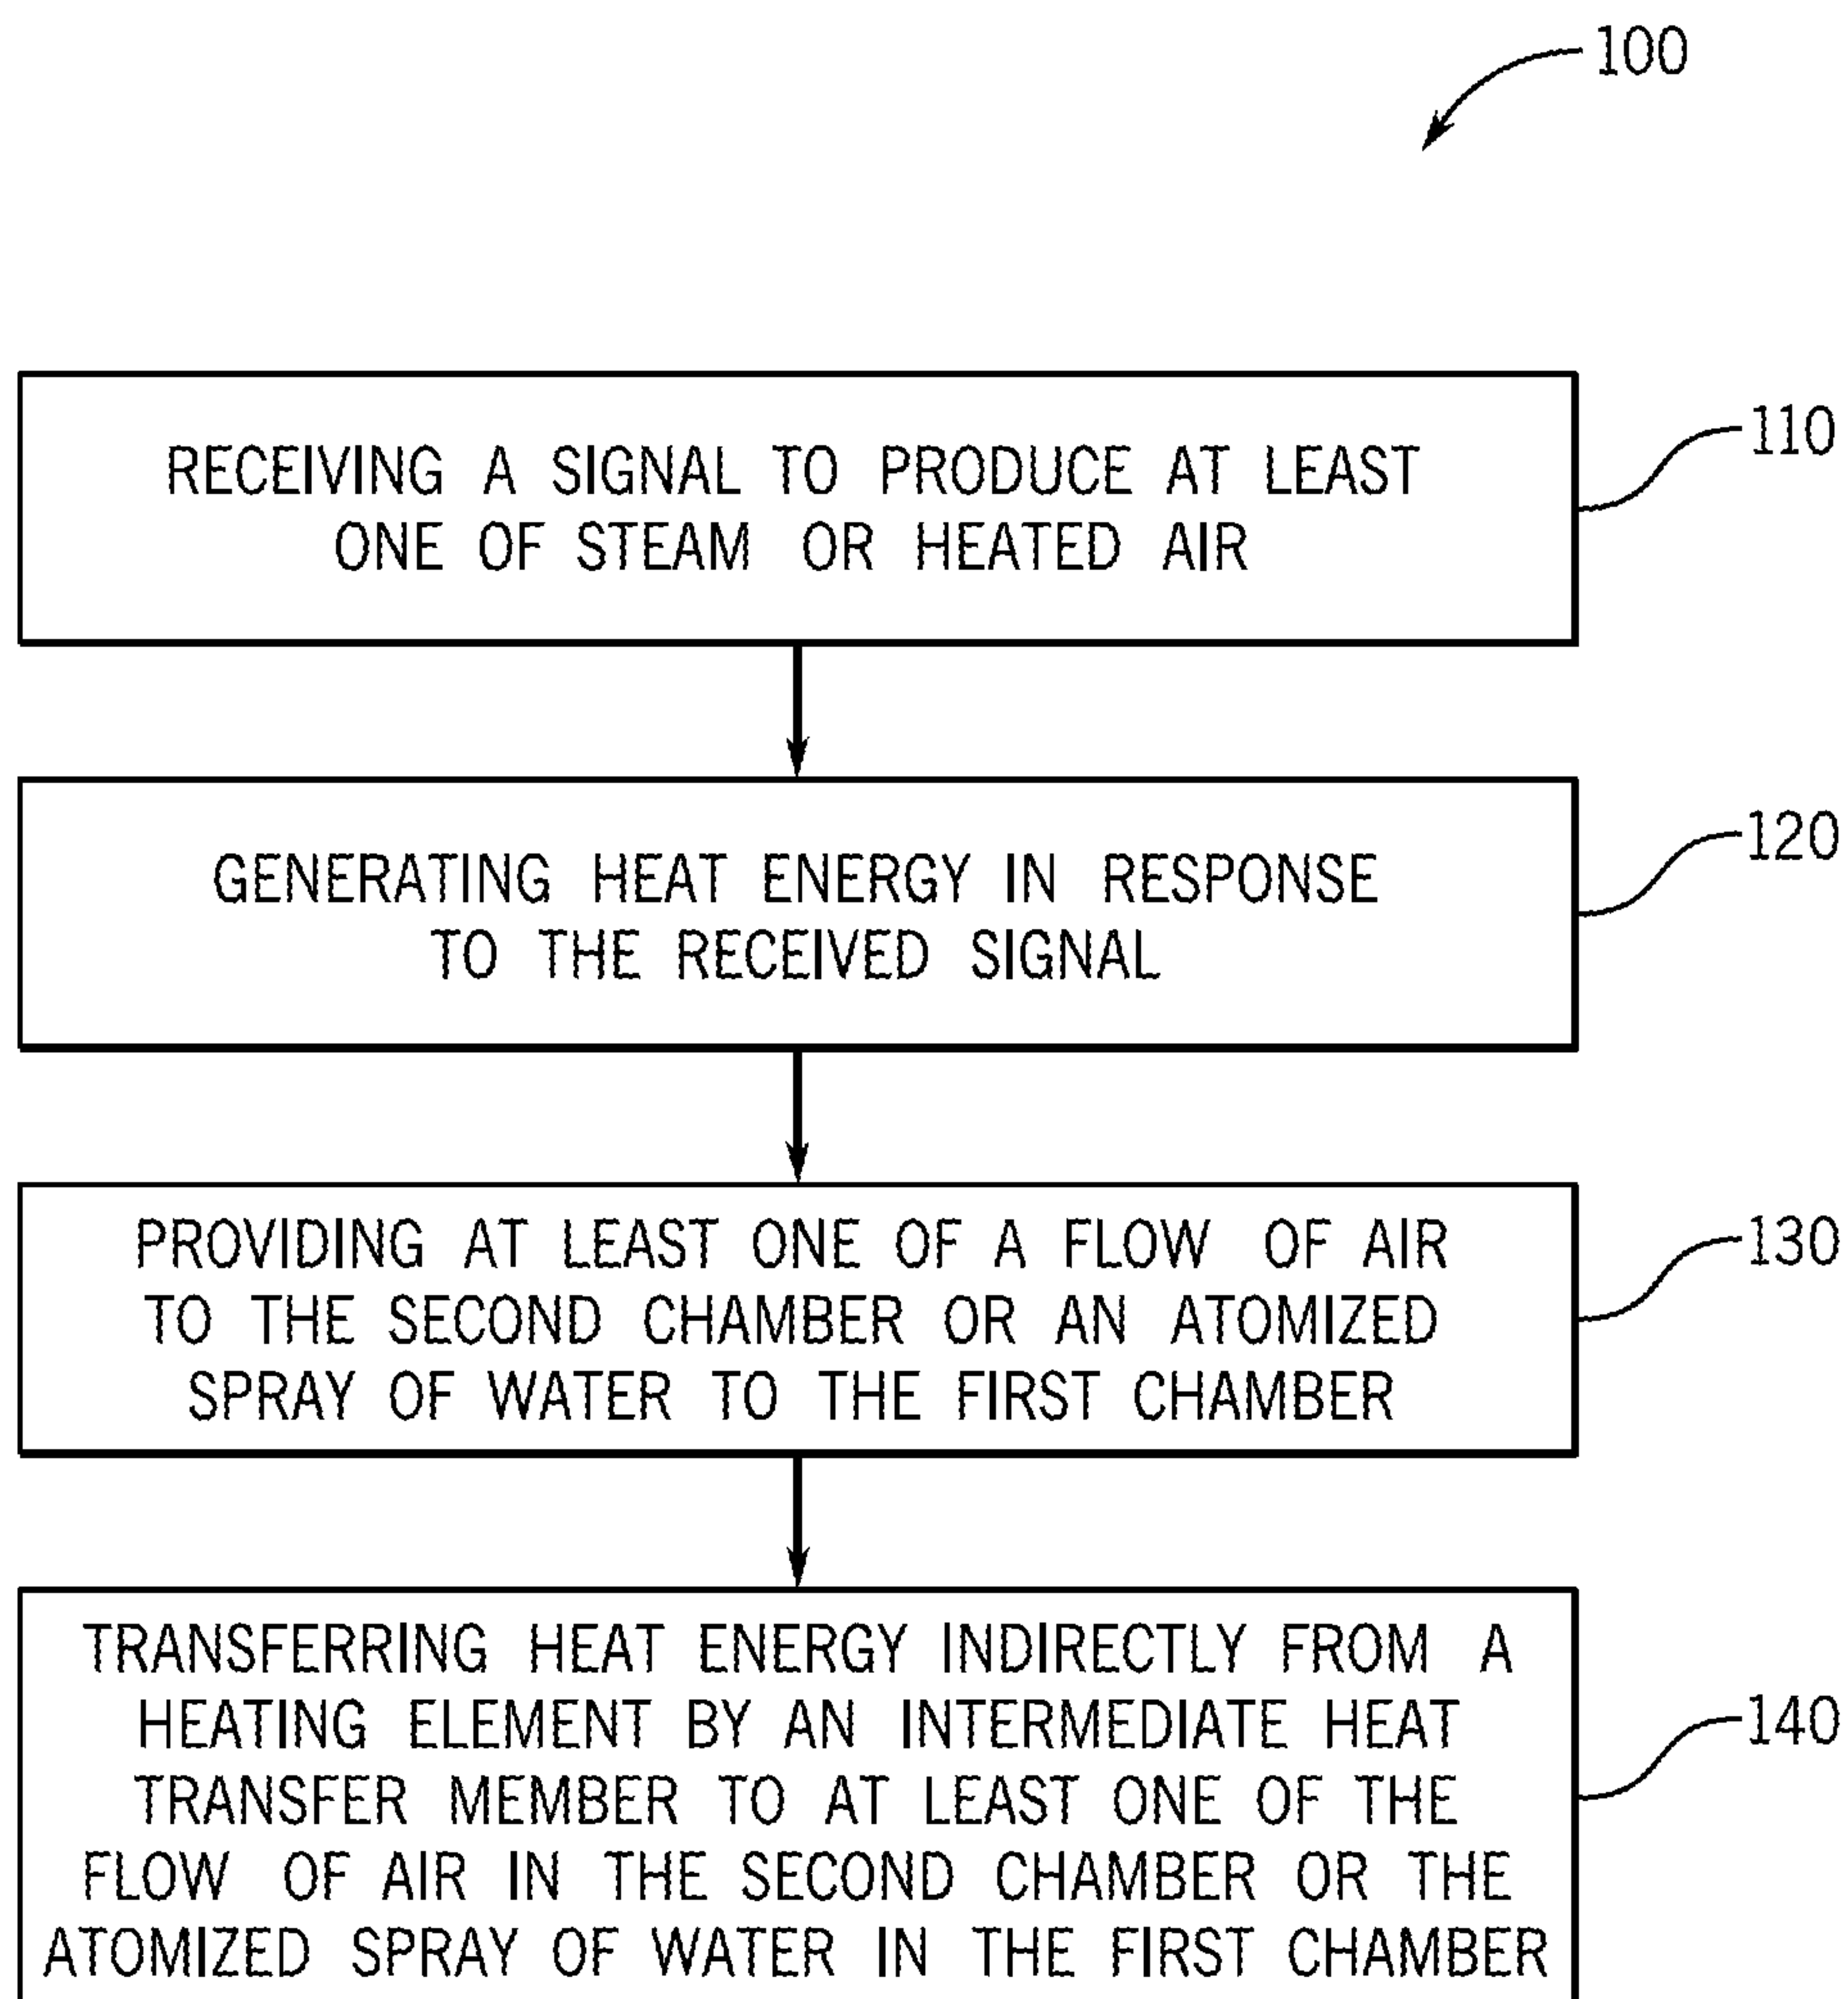 100
RECEIVING A SIGNAL TO PRODUCE AT LEAST
ONE OF STEAM OR HEATED AIR
110
GENERATING HEAT ENERGY IN RESPONSE
TO THE RECEIVED SIGNAL
120
PROVIDING AT LEAST ONE OF A FLOW OF AIR
TO THE SECOND CHAMBER OR AN ATOMIZED
SPRAY OF WATER TO THE FIRST CHAMBER
130
TRANSFERRING HEAT ENERGY INDIRECTLY FROM A
HEATING ELEMENT BY AN INTERMEDIATE HEAT
TRANSFER MEMBER TO AT LEAST ONE OF THE
FLOW OF AIR IN THE SECOND CHAMBER OR THE
ATOMIZED SPRAY OF WATER IN THE FIRST CHAMBER
140